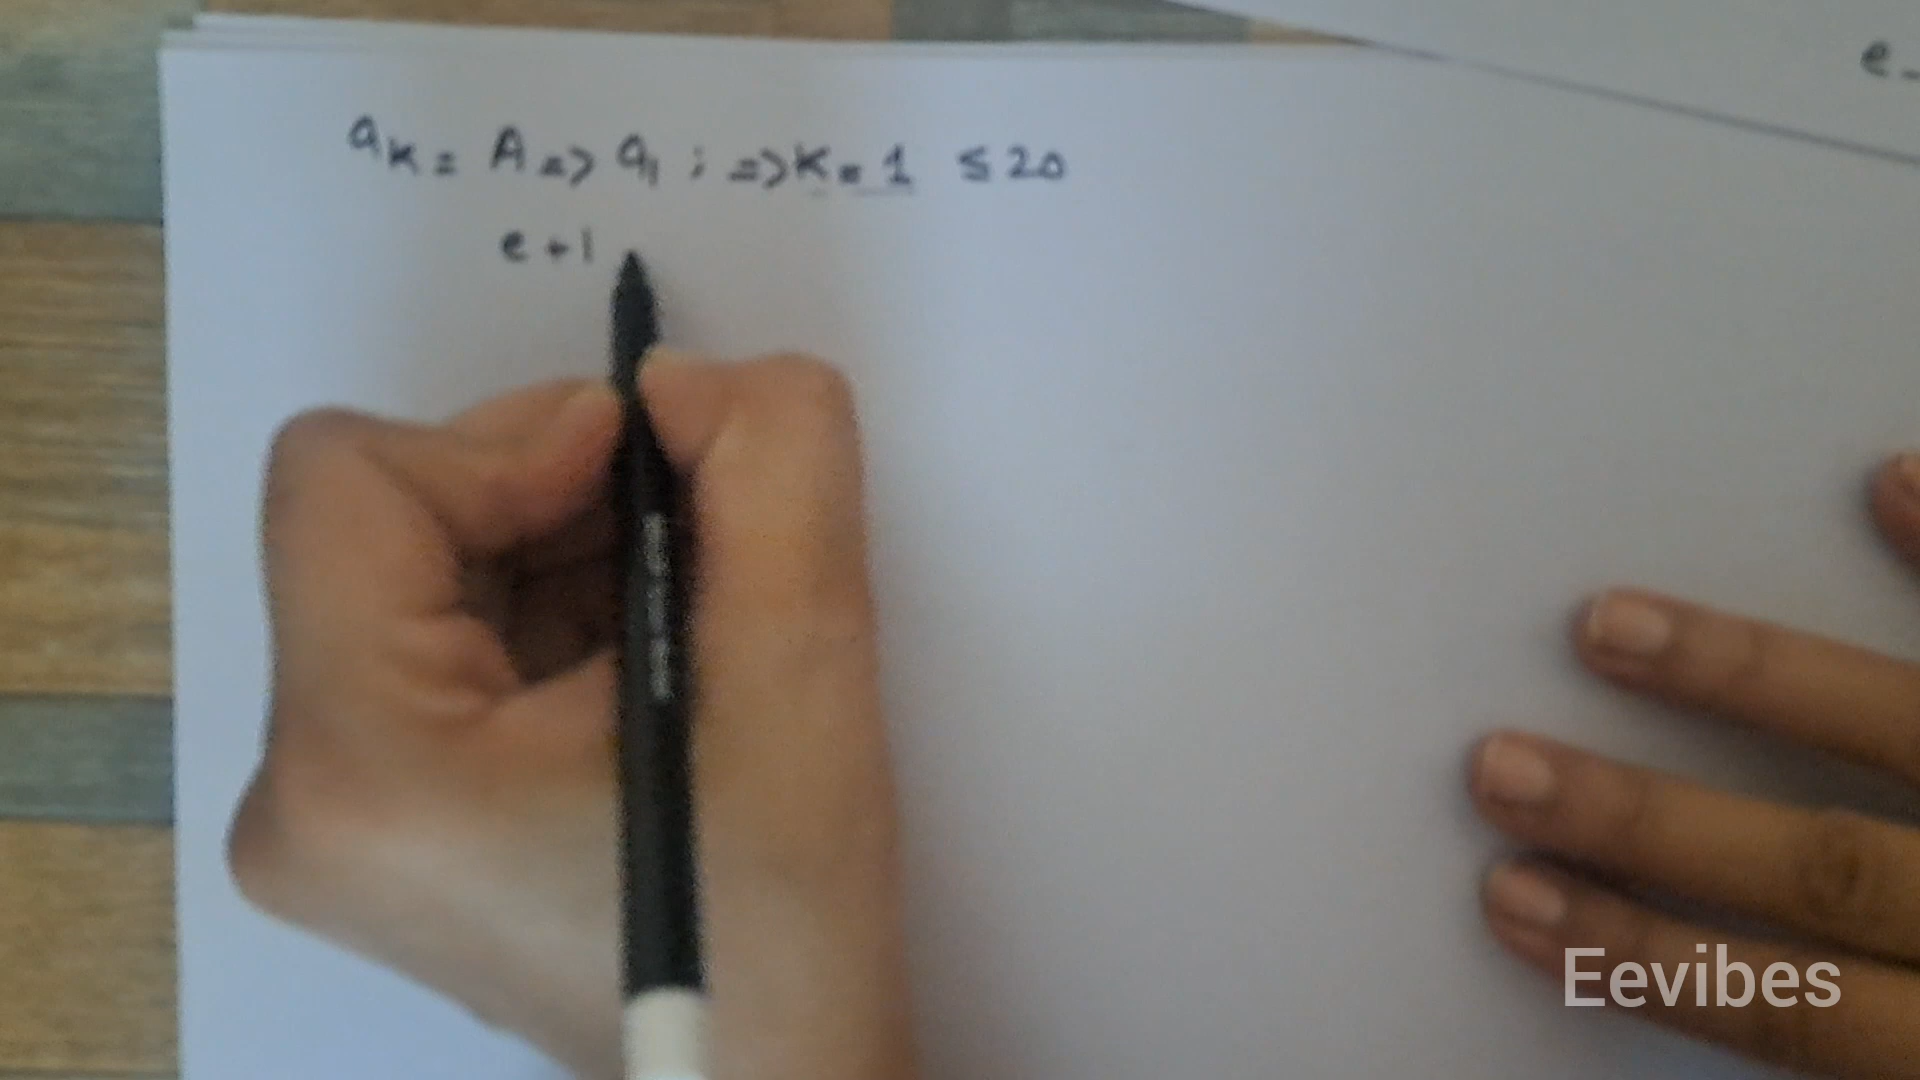 aₖ = A => a₁ ; => K = 1 ≤ 20
e -
e + 1
Eevibes